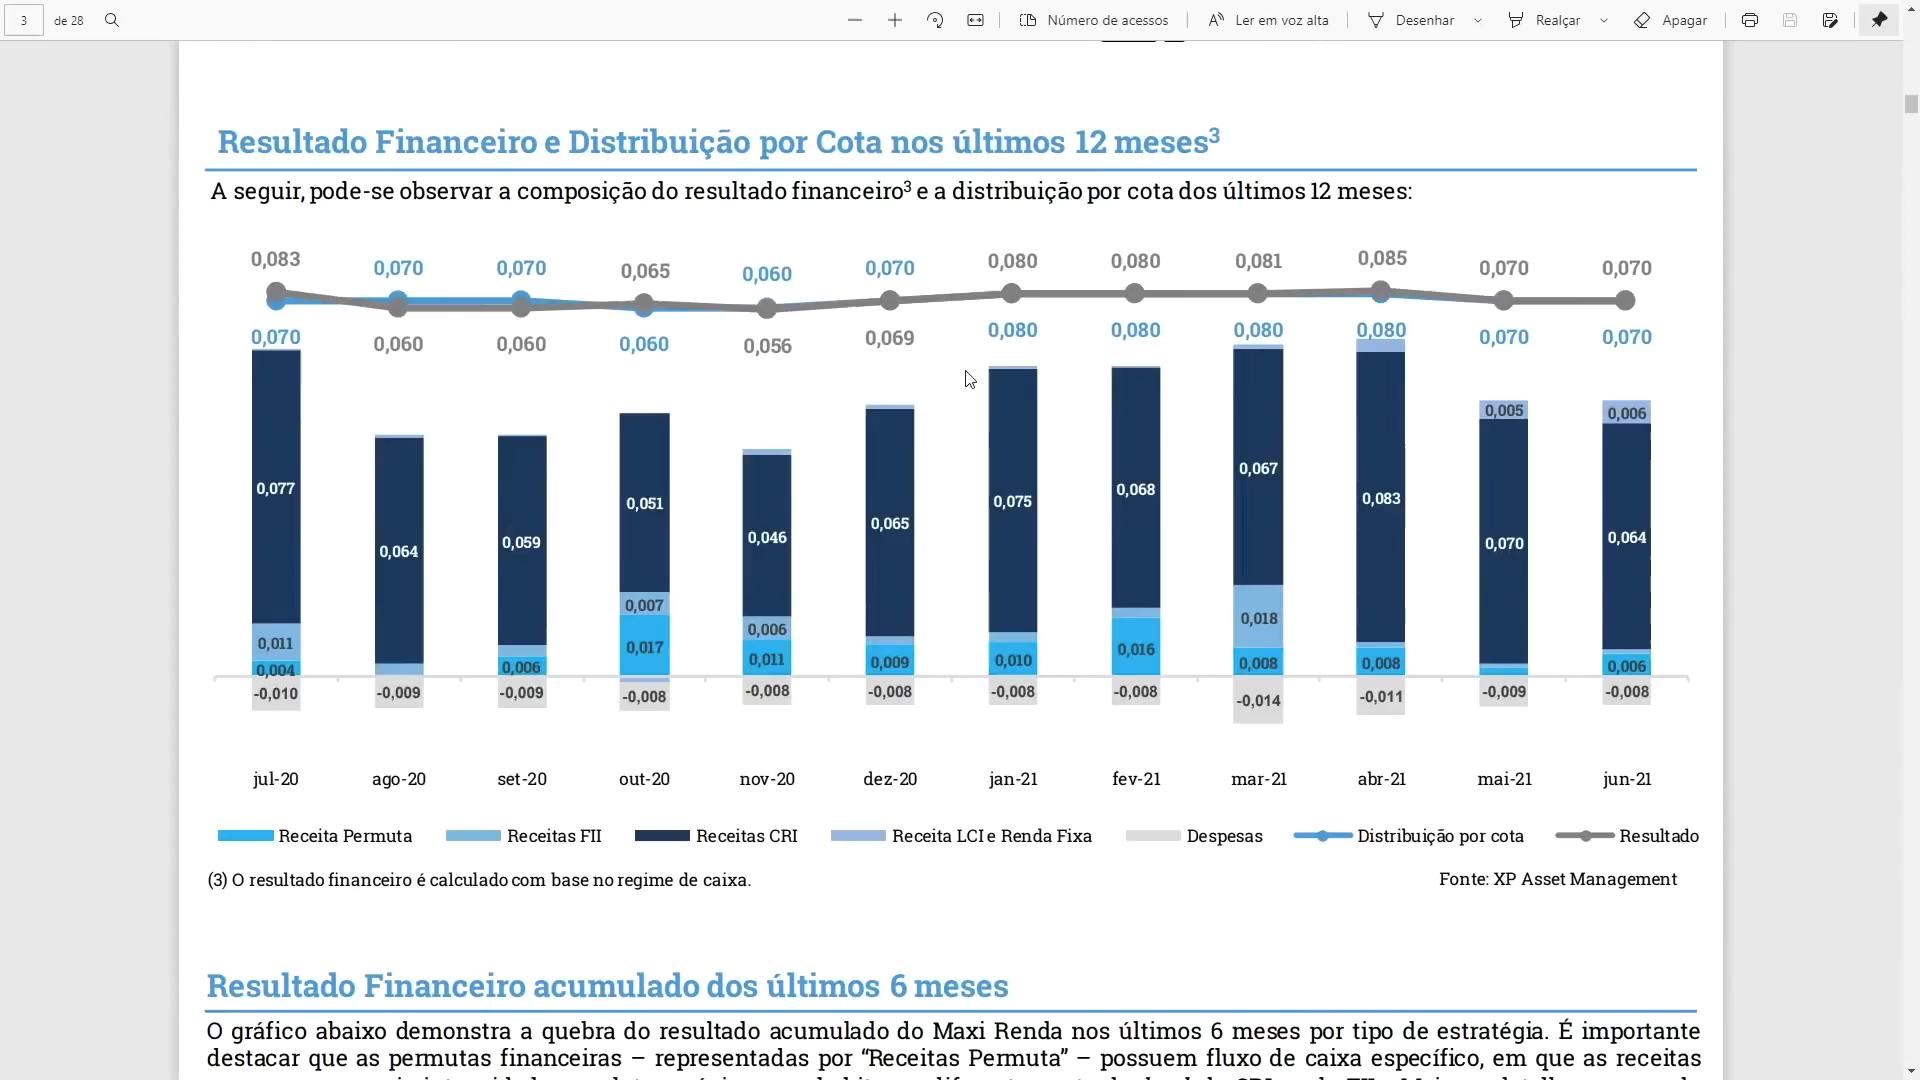 3 de 28 Número de acessos Ler em voz alta Desenhar Realçar Apagar
Resultado Financeiro e Distribuição por Cota nos últimos 12 meses³
A seguir, pode-se observar a composição do resultado financeiro³ e a distribuição por cota dos últimos 12 meses:
0,083 0,070 0,070 0,065 0,060 0,070 0,080 0,080 0,081 0,085 0,070 0,070
0,070 0,060 0,060 0,060 0,056 0,069 0,080 0,080 0,080 0,080 0,070 0,070
0,005 0,006
0,077 0,064 0,059 0,051 0,046 0,065 0,075 0,068 0,067 0,083 0,070 0,064
0,011 0,007 0,006 0,018
0,004 0,006 0,017 0,011 0,009 0,010 0,016 0,008 0,008 0,006
-0,010 -0,009 -0,009 -0,008 -0,008 -0,008 -0,008 -0,008 -0,014 -0,011 -0,009 -0,008
jul-20 ago-20 set-20 out-20 nov-20 dez-20 jan-21 fev-21 mar-21 abr-21 mai-21 jun-21
Receita Permuta Receitas FII Receitas CRI Receita LCI e Renda Fixa Despesas Distribuição por cota Resultado
(3) O resultado financeiro é calculado com base no regime de caixa. Fonte: XP Asset Management
Resultado Financeiro acumulado dos últimos 6 meses
O gráfico abaixo demonstra a quebra do resultado acumulado do Maxi Renda nos últimos 6 meses por tipo de estratégia. É importante
destacar que as permutas financeiras – representadas por “Receitas Permuta” – possuem fluxo de caixa específico, em que as receitas